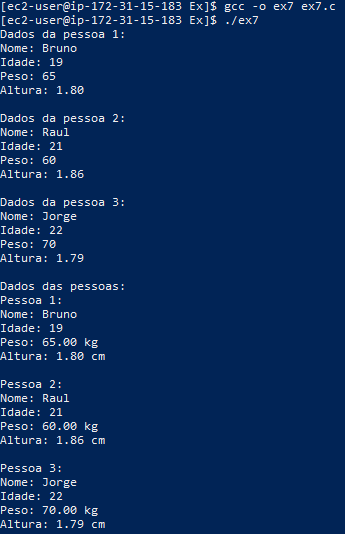 [ec2-user@ip-172-31-15-183 Ex]$ gcc -o ex7 ex7.c
[ec2-user@ip-172-31-15-183 Ex]$ ./ex7
Dados da pessoa 1:
Nome: Bruno
Idade: 19
Peso: 65
Altura: 1.80
Dados da pessoa 2:
Nome: Raul
Idade: 21
Peso: 60
Altura: 1.86
Dados da pessoa 3:
Nome: Jorge
Idade: 22
Peso: 70
Altura: 1.79
Dados das pessoas:
Pessoa 1:
Nome: Bruno
Idade: 19
Peso: 65.00 kg
Altura: 1.80 cm
Pessoa 2:
Nome: Raul
Idade: 21
Peso: 60.00 kg
Altura: 1.86 cm
Pessoa 3:
Nome: Jorge
Idade: 22
Peso: 70.00 kg
Altura: 1.79 cm